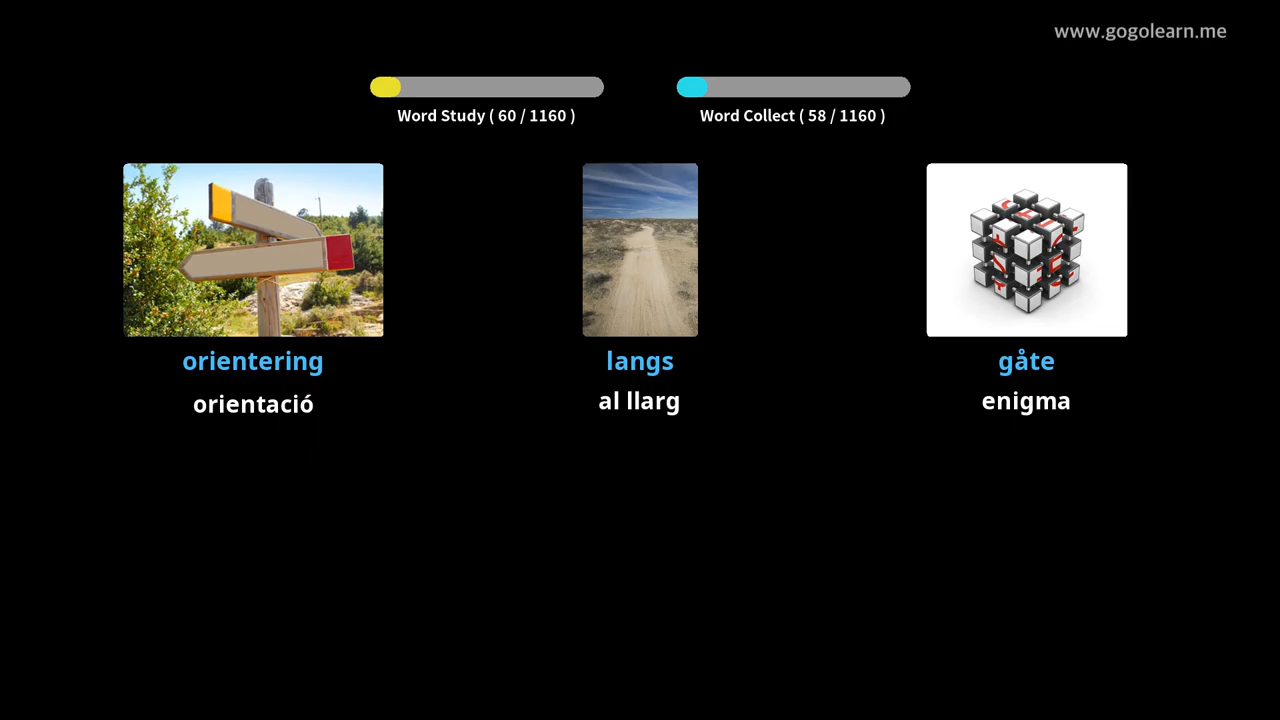 www.gogolearn.me
Word Study ( 60 / 1160 )
Word Collect ( 58 / 1160 )
orientering
langs
gåte
orientació
al llarg
enigma